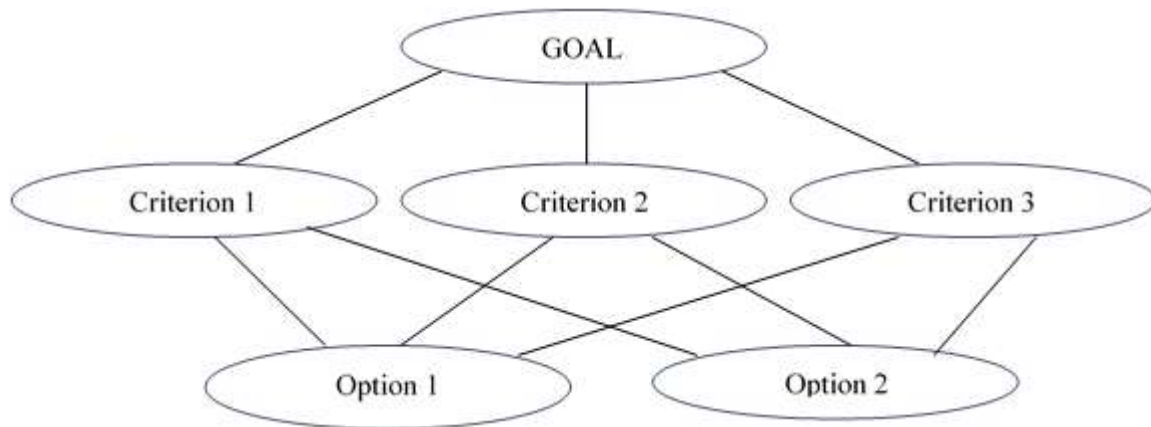 GOAL
Criterion 1
Criterion 2
Criterion 3
Option 1
Option 2